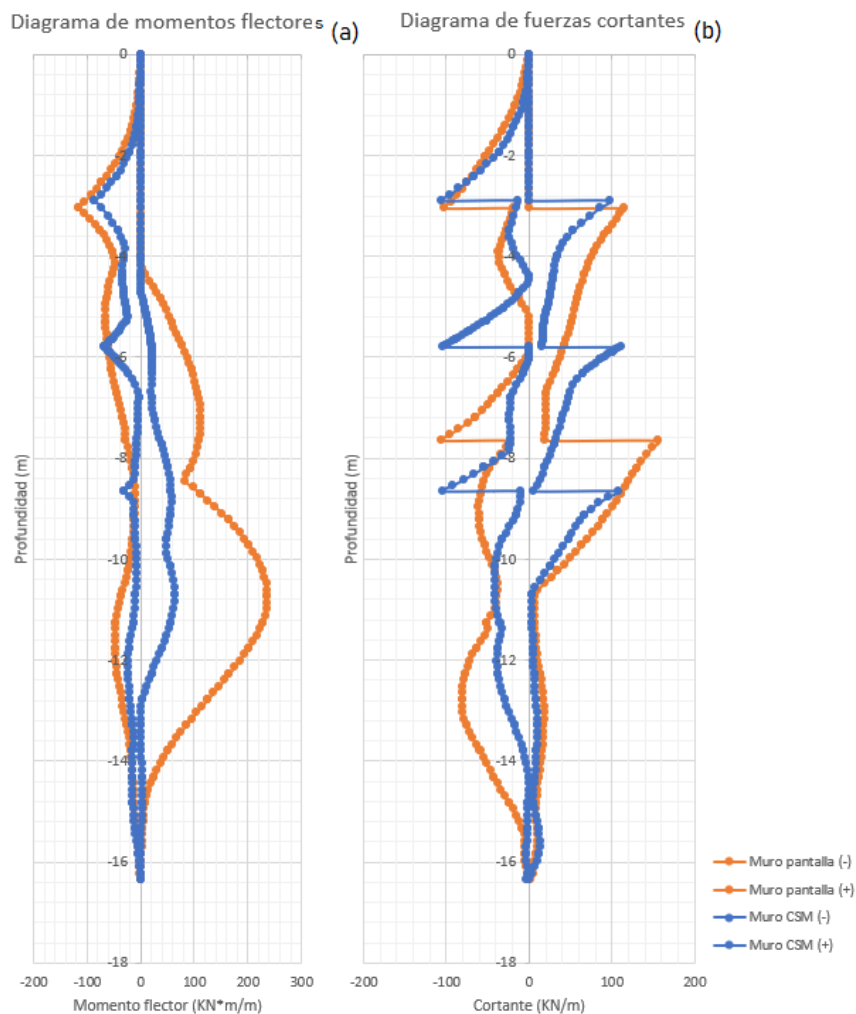 Diagrama de momentos flectores (a)
Diagrama de fuerzas cortantes (b)
0
-2
-4
-6
-8
-10
-12
-14
-16
-18
-200 -100 0 100 200 300
Profundidad (m)
Momento flector (KN*m/m)
0
-2
-4
-6
-8
-10
-12
-14
-16
-18
-200 -100 0 100 200
Profundidad (m)
Cortante (KN/m)
Muro pantalla (-)
Muro pantalla (+)
Muro CSM (-)
Muro CSM (+)